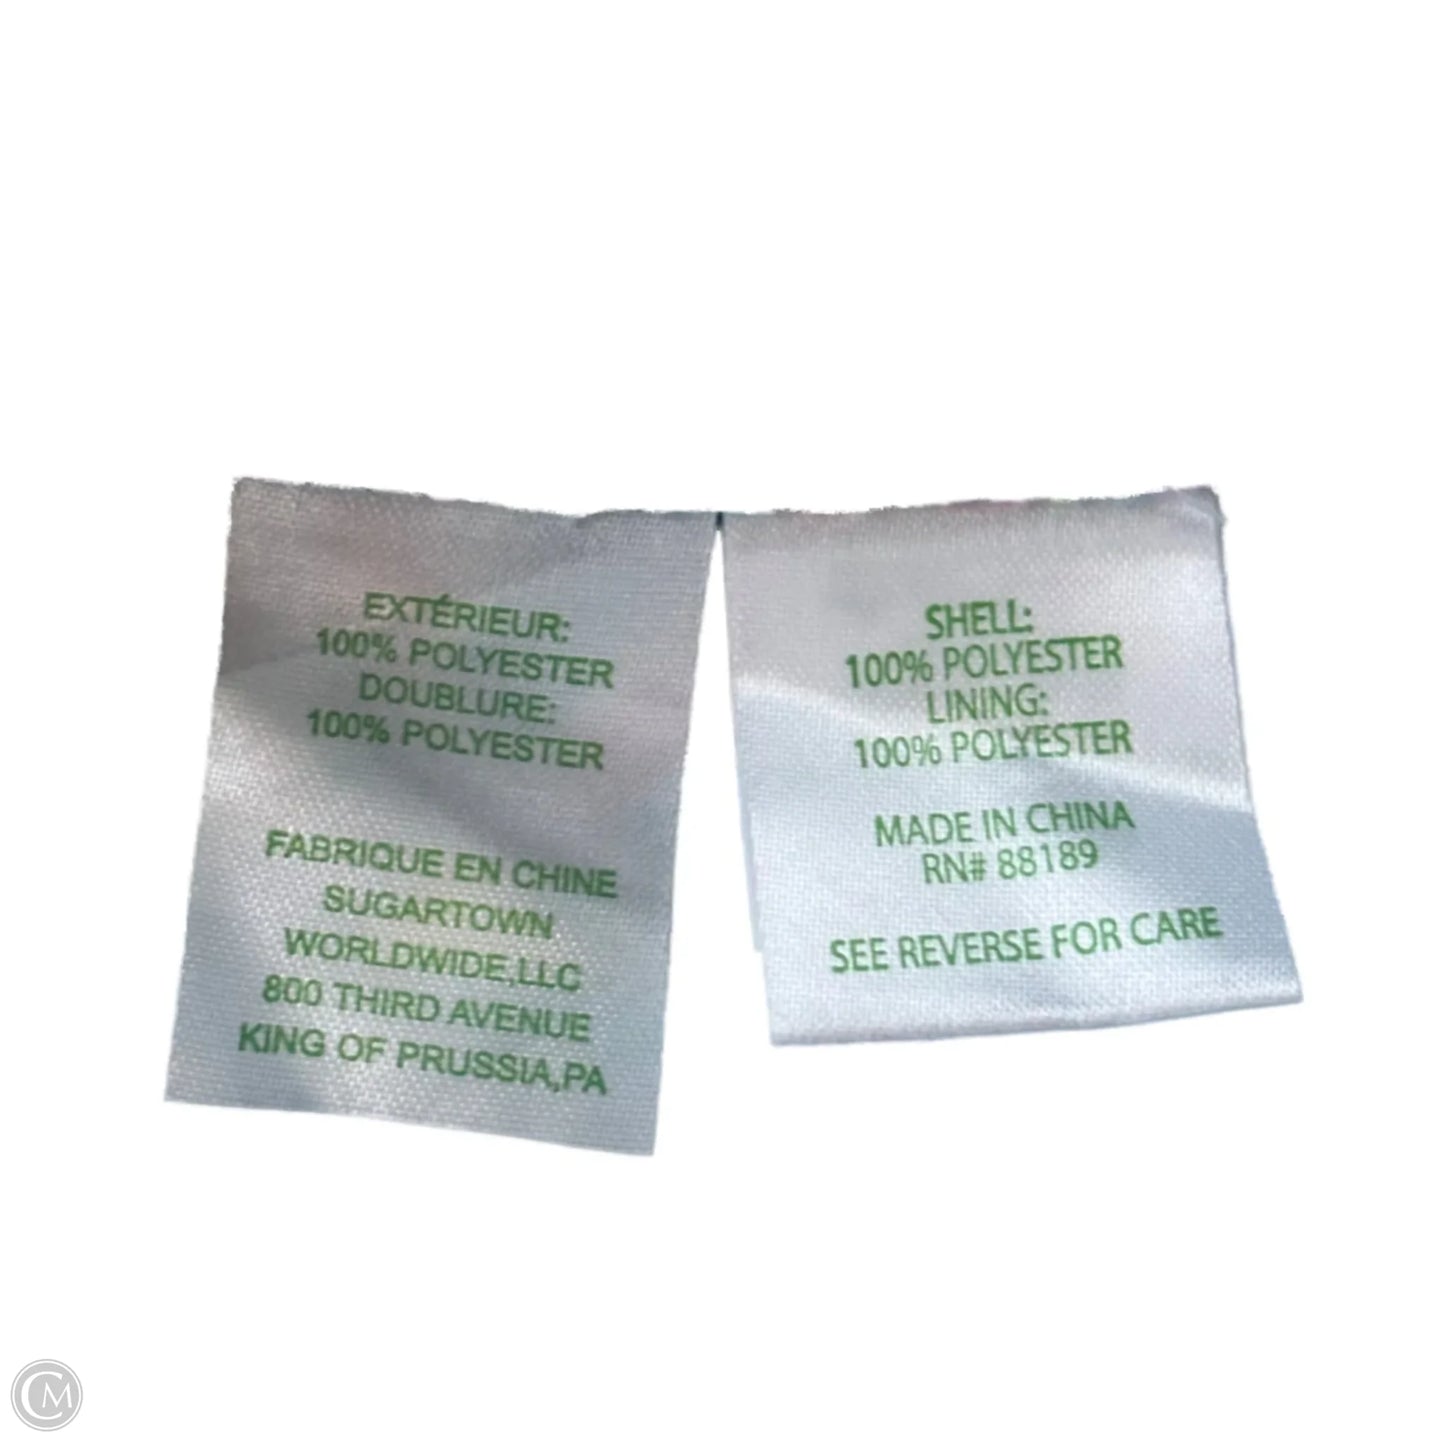 EXTÉRIEUR:
100% POLYESTER
DOUBLURE:
100% POLYESTER
FABRIQUE EN CHINE
SUGARTOWN
WORLDWIDE,LLC
800 THIRD AVENUE
KING OF PRUSSIA,PA
SHELL:
100% POLYESTER
LINING:
100% POLYESTER
MADE IN CHINA
RN# 88189
SEE REVERSE FOR CARE
CM